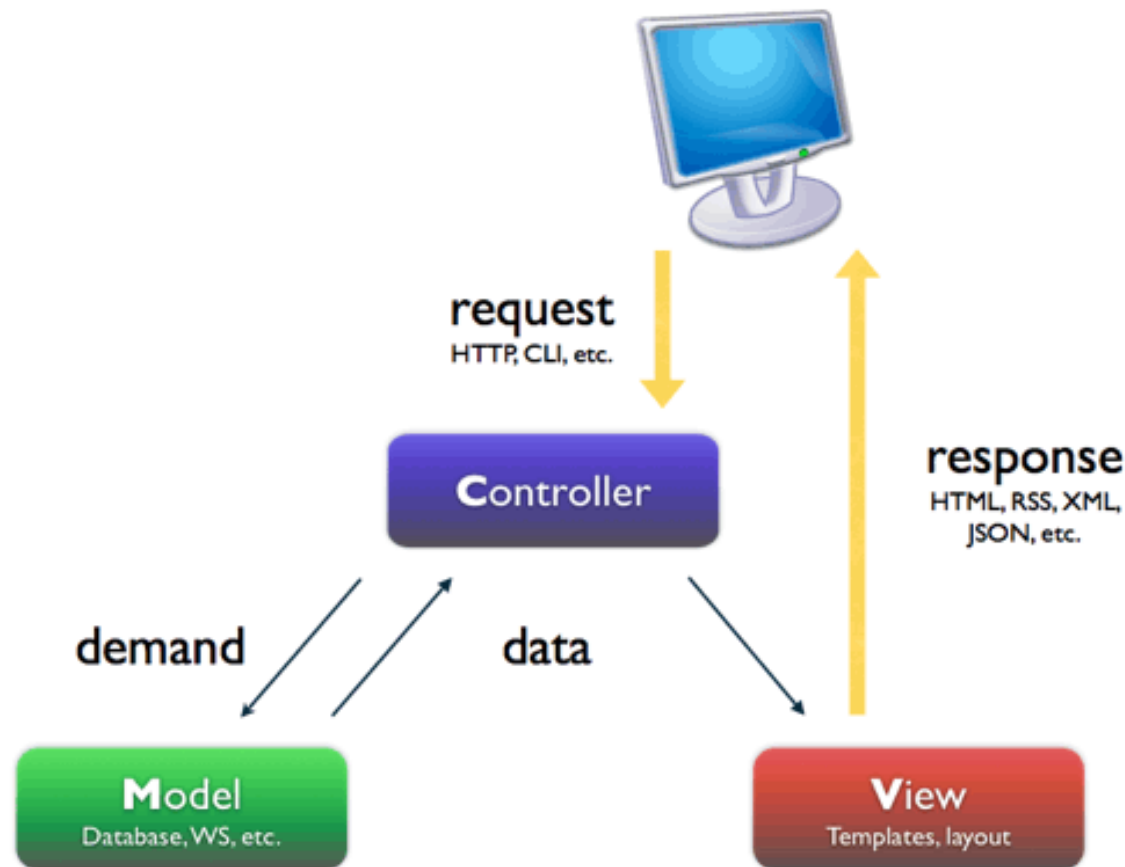 request
HTTP, CLI, etc.
Controller
response
HTML, RSS, XML,
JSON, etc.
demand
data
Model
Database, WS, etc.
View
Templates, layout